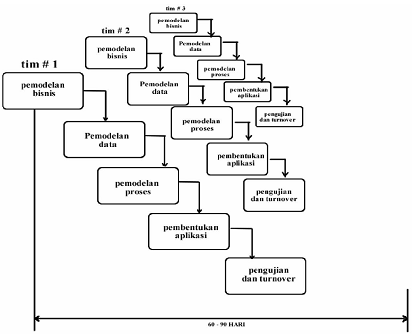 tim # 3
pemodelan
bisnis
Pemodelan
data
pemodelan
proses
pembentukan
aplikasi
pengujian
dan turnover
tim # 2
pemodelan
bisnis
Pemodelan
data
pemodelan
proses
pembentukan
aplikasi
pengujian
dan turnover
tim # 1
pemodelan
bisnis
Pemodelan
data
pemodelan
proses
pembentukan
aplikasi
pengujian
dan turnover
60 - 90 HARI